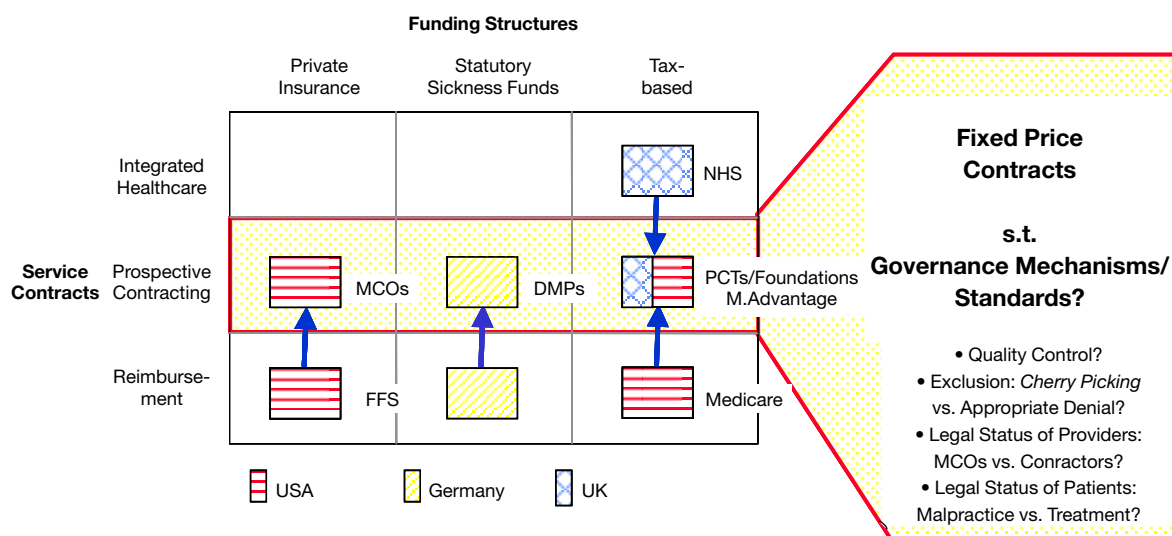 Funding Structures
Private
Insurance
Statutory
Sickness Funds
Tax-
based
Integrated
Healthcare
NHS
Service
Contracts
Prospective
Contracting
MCOs
DMPs
PCTs/Foundations
M.Advantage
Reimburse-
ment
FFS
Medicare
USA
Germany
UK
Fixed Price
Contracts
s.t.
Governance Mechanisms/
Standards?
• Quality Control?
• Exclusion: Cherry Picking
vs. Appropriate Denial?
• Legal Status of Providers:
MCOs vs. Conractors?
• Legal Status of Patients:
Malpractice vs. Treatment?